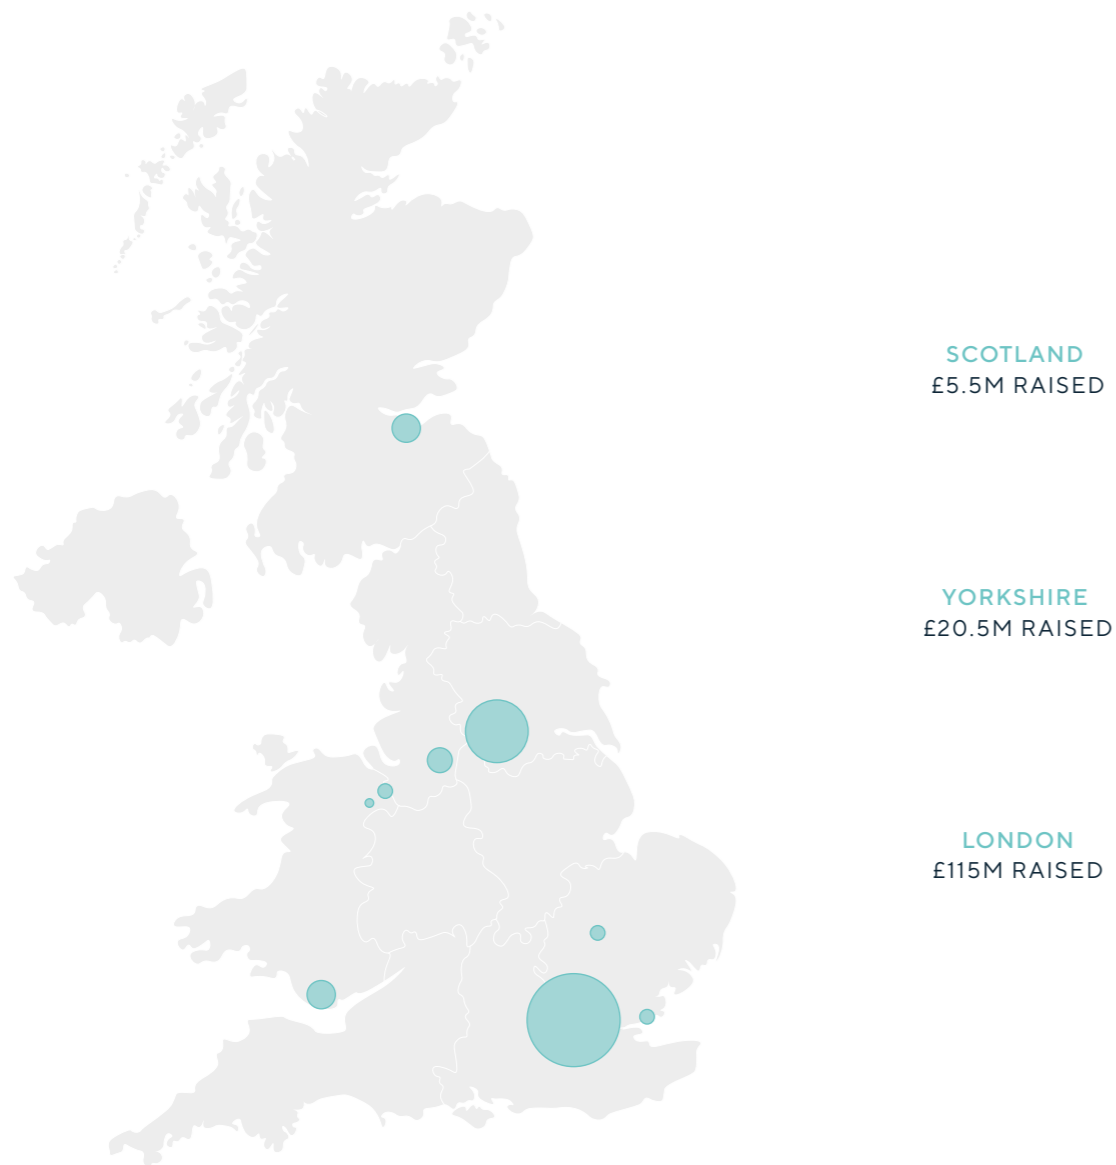 SCOTLAND
£5.5M RAISED
YORKSHIRE
£20.5M RAISED
LONDON
£115M RAISED